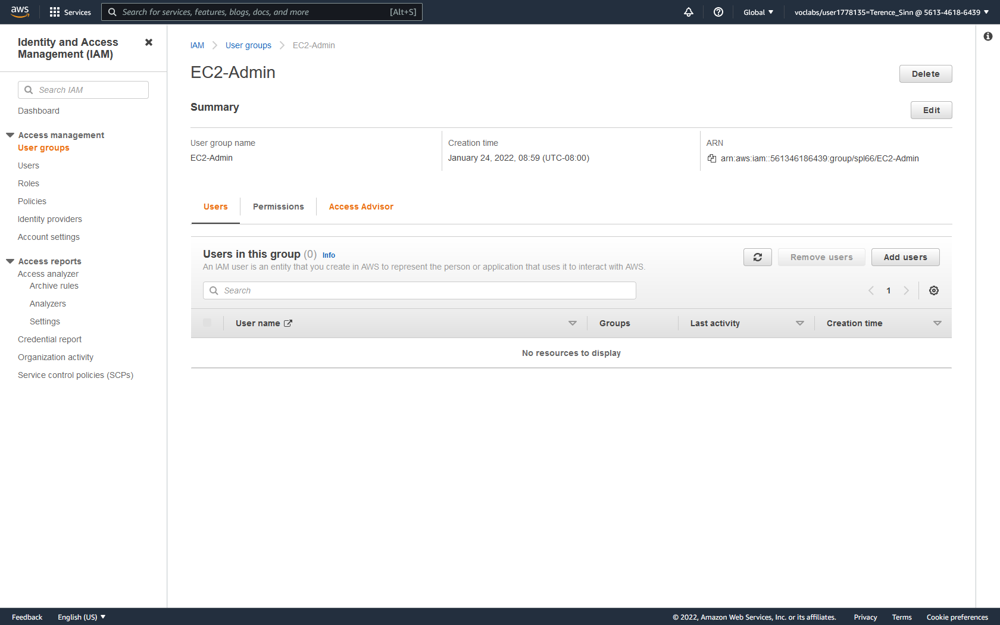 aws
Services
Search for services, features, blogs, docs, and more
[Alt+S]
Global
voclabs/user1778135=Terence_Sinn @ 5613-4618-6439
Identity and Access
Management (IAM)
Search IAM
Dashboard
Access management
User groups
Users
Roles
Policies
Identity providers
Account settings
Access reports
Access analyzer
Archive rules
Analyzers
Settings
Credential report
Organization activity
Service control policies (SCPs)
IAM
User groups
EC2-Admin
EC2-Admin
Delete
Summary
Edit
User group name
EC2-Admin
Creation time
January 24, 2022, 08:59 (UTC-08:00)
ARN
arn:aws:iam::561346186439:group/spl66/EC2-Admin
Users
Permissions
Access Advisor
Users in this group (0) Info
An IAM user is an entity that you create in AWS to represent the person or application that uses it to interact with AWS.
Remove users
Add users
Search
1
User name
Groups
Last activity
Creation time
No resources to display
Feedback
English (US)
© 2022, Amazon Web Services, Inc. or its affiliates.
Privacy
Terms
Cookie preferences